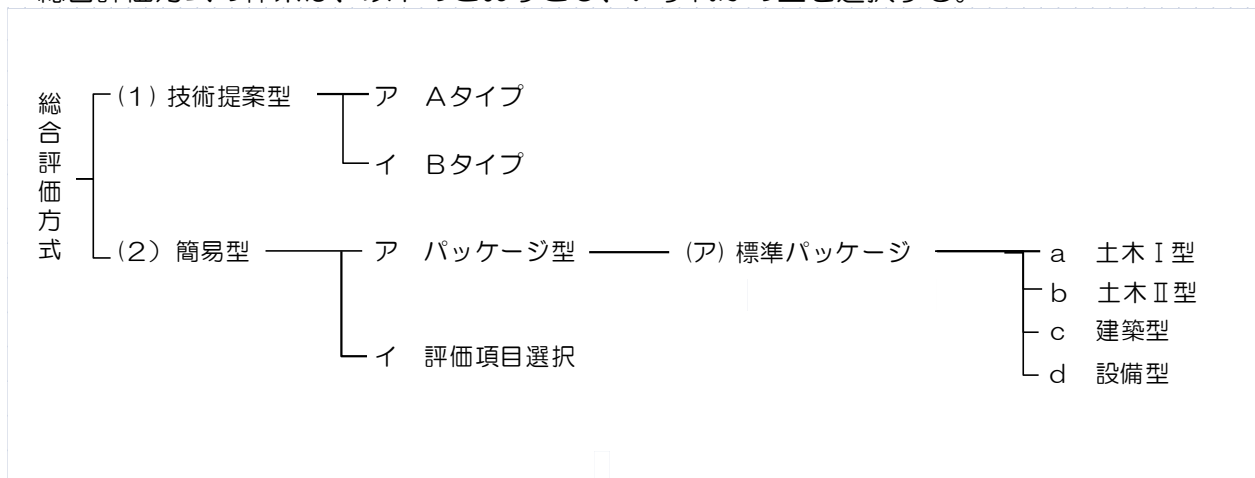 総合評価方式
(1) 技術提案型 ア Aタイプ
イ Bタイプ
(2) 簡易型 ア パッケージ型 (ア) 標準パッケージ a 土木Ⅰ型
b 土木Ⅱ型
c 建築型
イ 評価項目選択 d 設備型